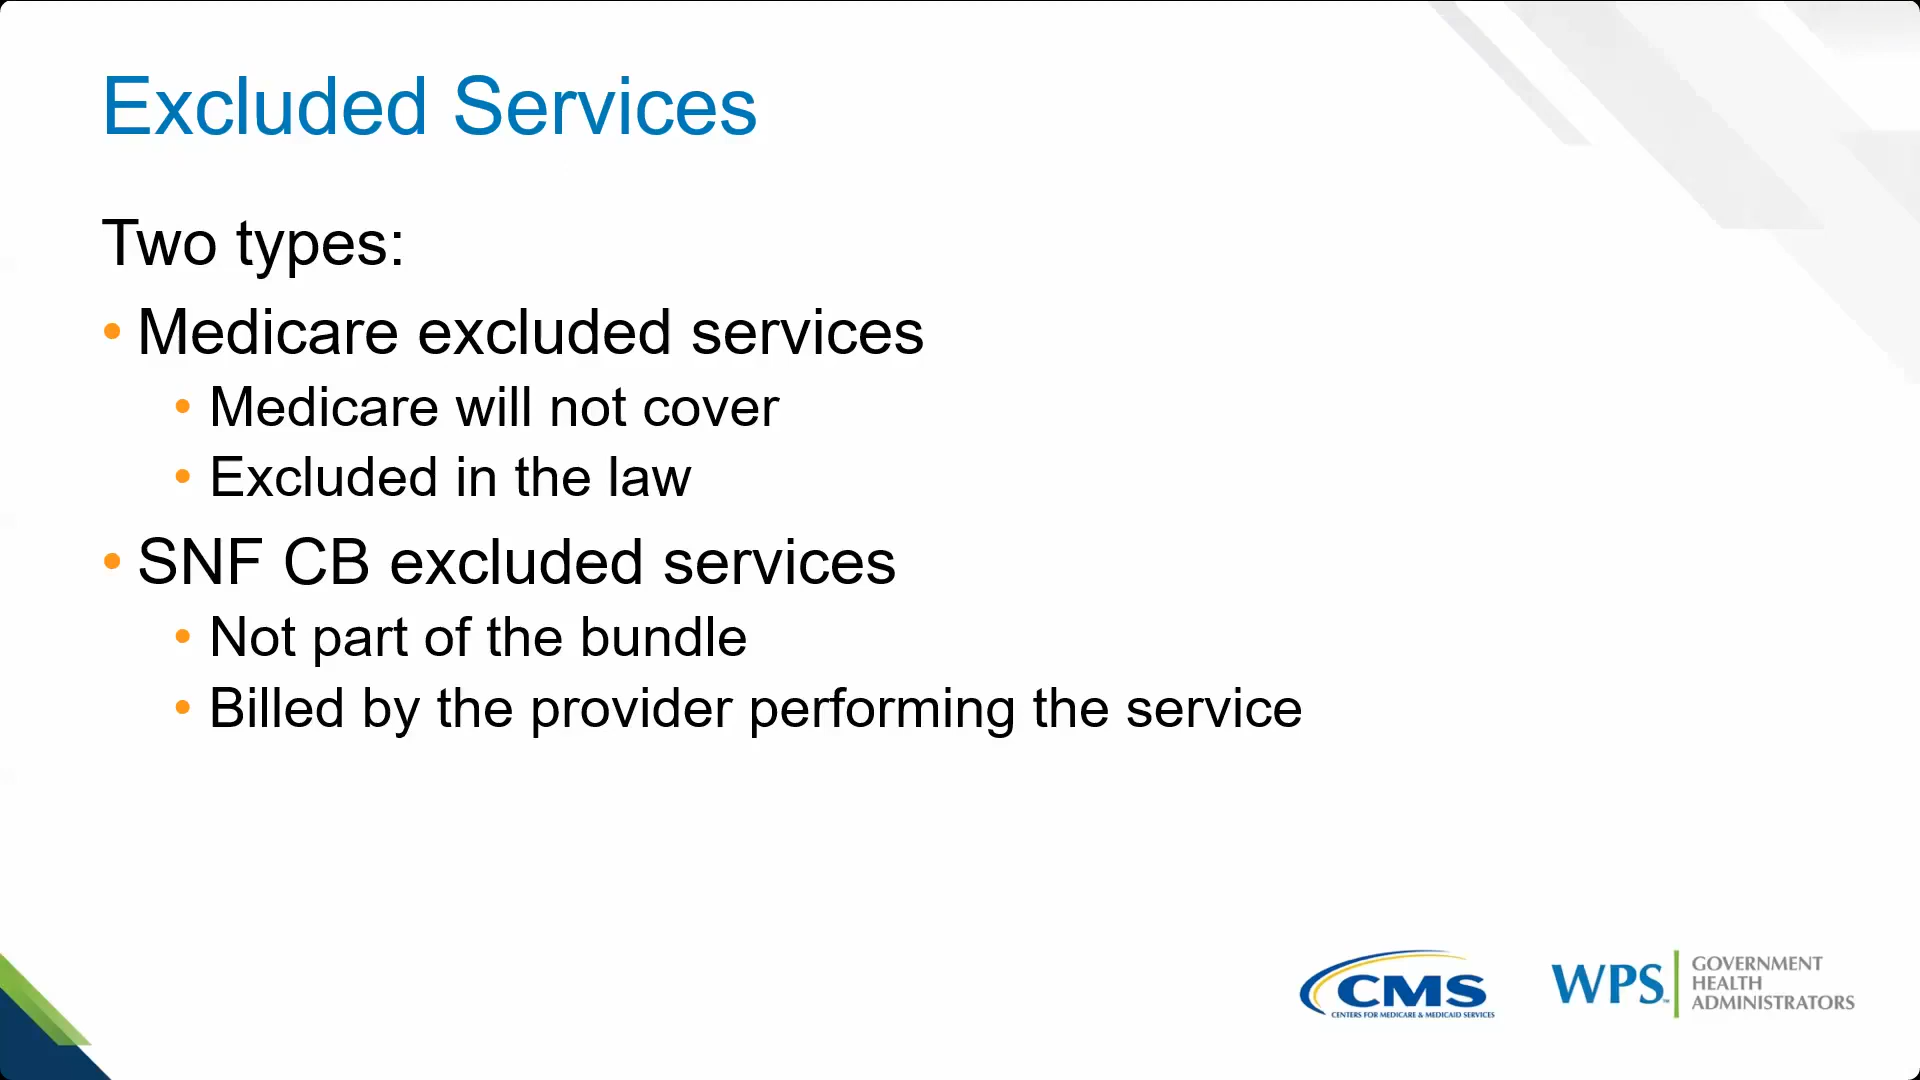 Excluded Services
Two types:
• Medicare excluded services
• Medicare will not cover
• Excluded in the law
• SNF CB excluded services
• Not part of the bundle
• Billed by the provider performing the service
CMS
CENTERS FOR MEDICARE & MEDICAID SERVICES
WPS™
GOVERNMENT
HEALTH
ADMINISTRATORS